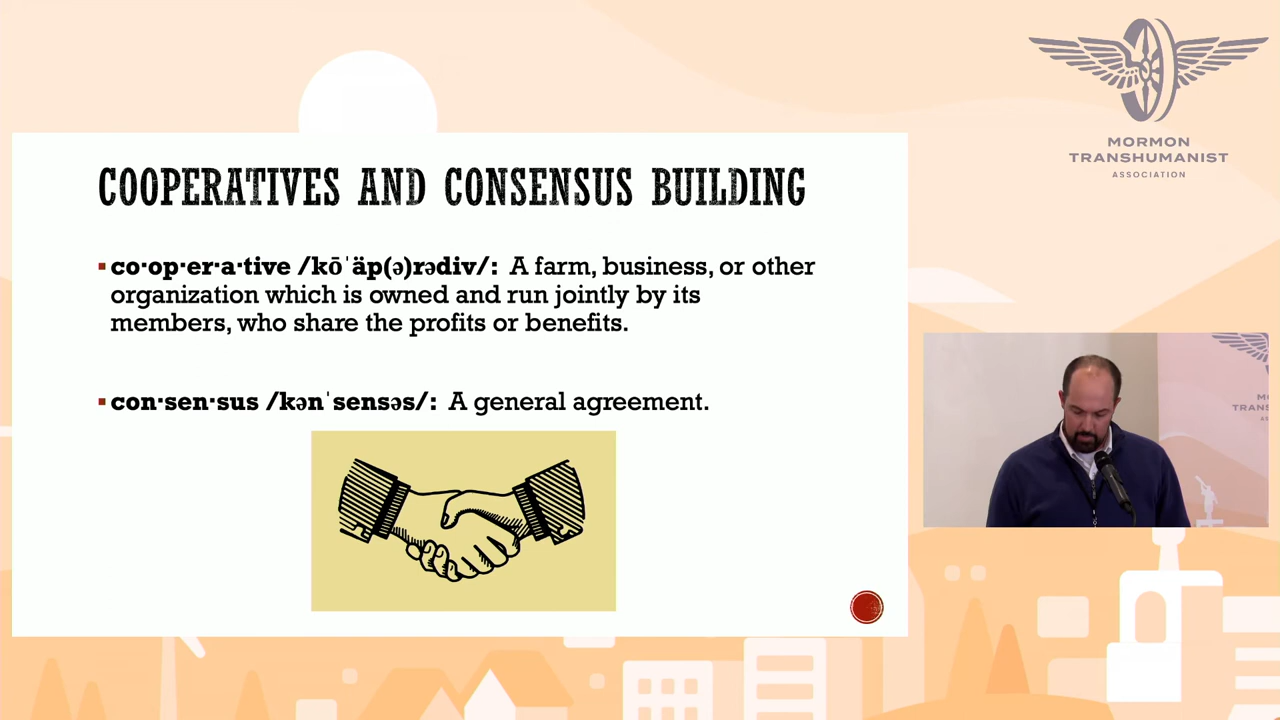 MORMON
TRANSHUMANIST
ASSOCIATION
COOPERATIVES AND CONSENSUS BUILDING
▪co·op·er·a·tive /kōˈäp(ə)rədiv/: A farm, business, or other
organization which is owned and run jointly by its
members, who share the profits or benefits.
▪con·sen·sus /kənˈsensəs/: A general agreement.